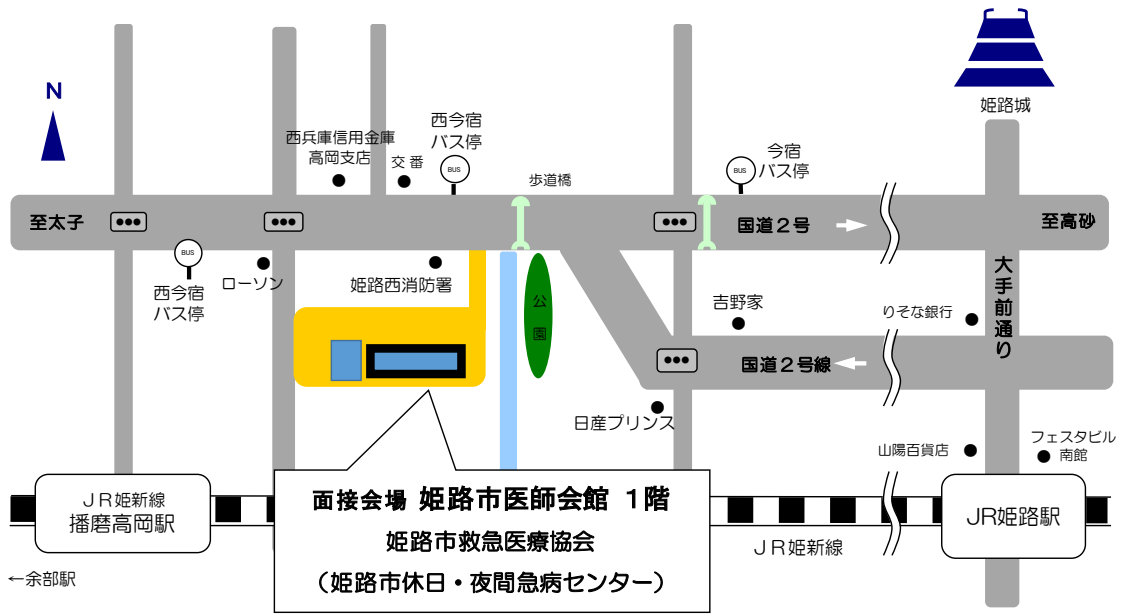 N
姫路城
西今宿
バス停
BUS
西兵庫信用金庫
高岡支店
交番
歩道橋
今宿
バス停
BUS
至太子
国道２号
至高砂
BUS
西今宿
バス停
ローソン
姫路西消防署
公
園
吉野家
りそな銀行
大手前通り
国道２号線
日産プリンス
山陽百貨店
フェスタビル
南館
ＪＲ姫新線
播磨高岡駅
面接会場 姫路市医師会館 １階
姫路市救急医療協会
（姫路市休日・夜間急病センター）
ＪＲ姫新線
JR姫路駅
←余部駅